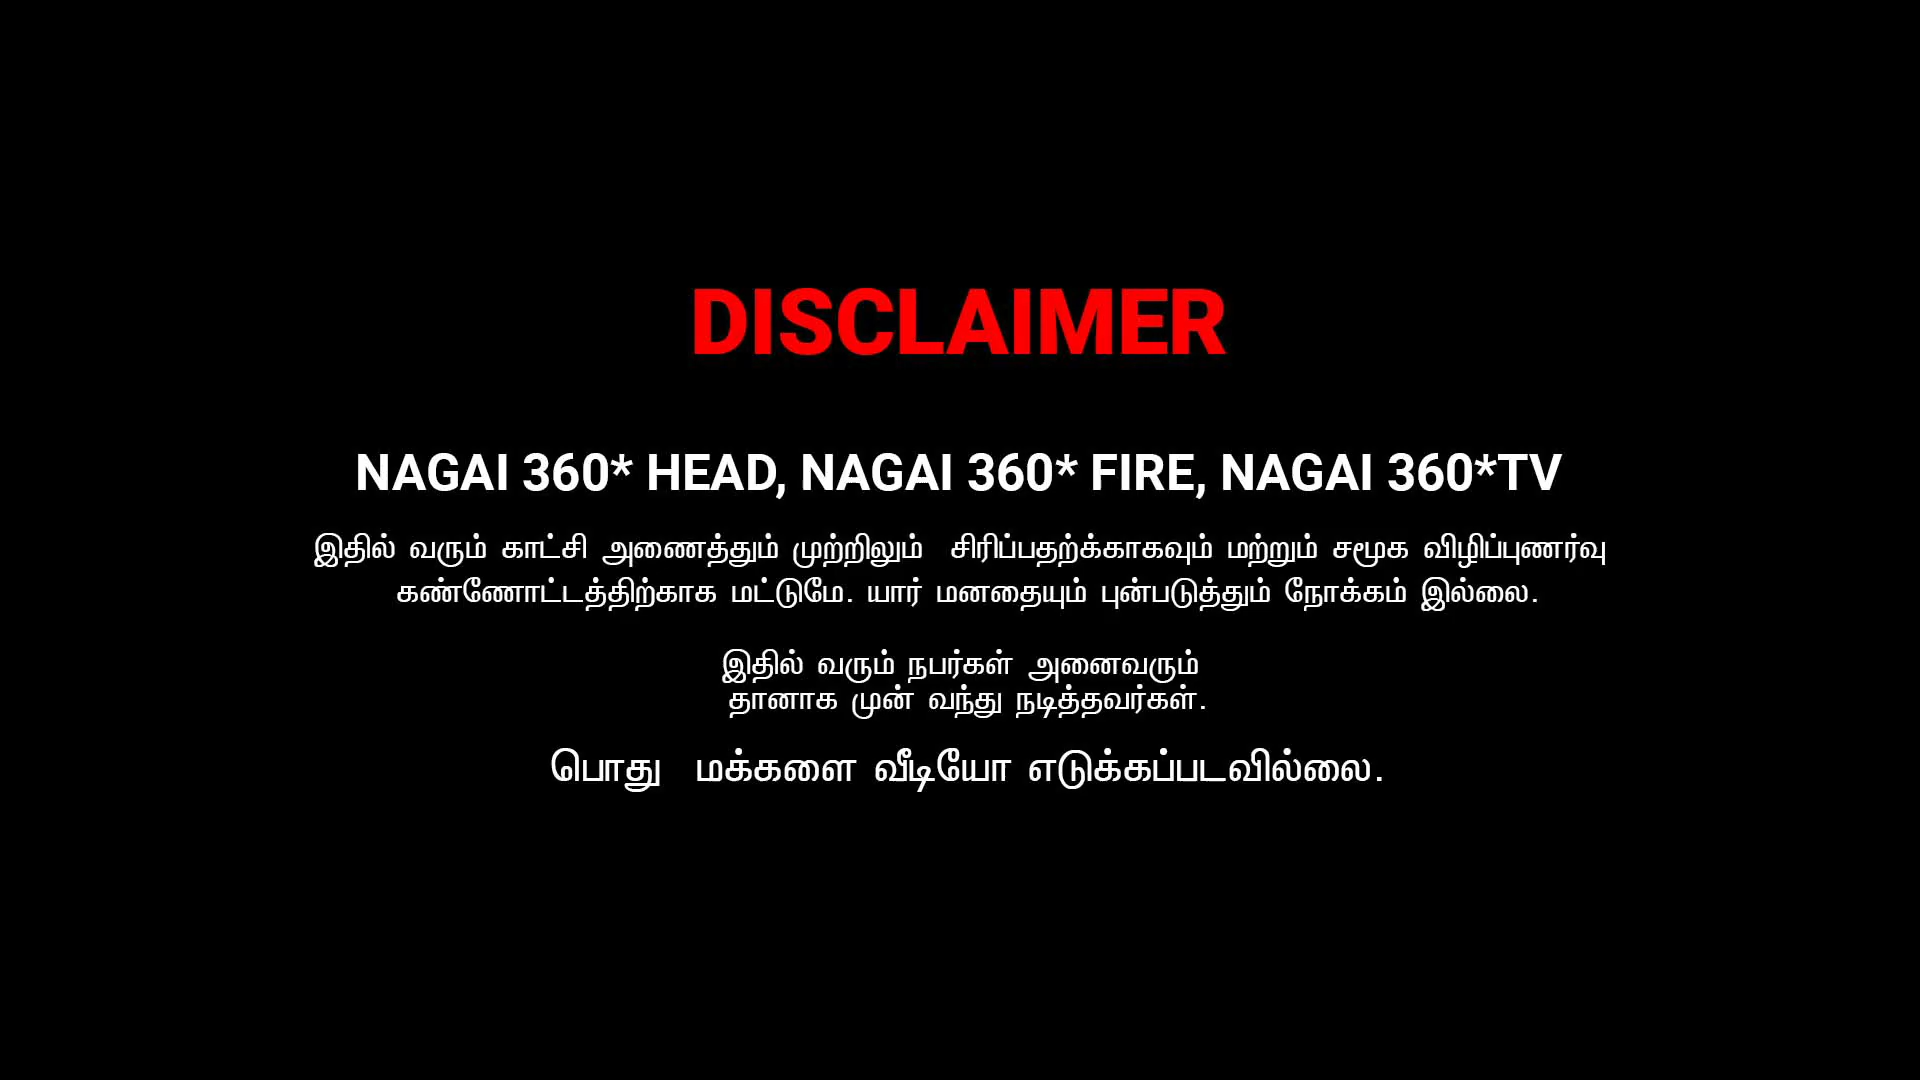 DISCLAIMER
NAGAI 360* HEAD, NAGAI 360* FIRE, NAGAI 360*TV
இதில் வரும் காட்சி அணைத்தும் முற்றிலும் சிரிப்பதற்க்காகவும் மற்றும் சமூக விழிப்புணர்வு
கண்ணோட்டத்திற்காக மட்டுமே. யார் மனதையும் புன்படுத்தும் நோக்கம் இல்லை.
இதில் வரும் நபர்கள் அனைவரும்
தானாக முன் வந்து நடித்தவர்கள்.
பொது மக்களை வீடியோ எடுக்கப்படவில்லை.